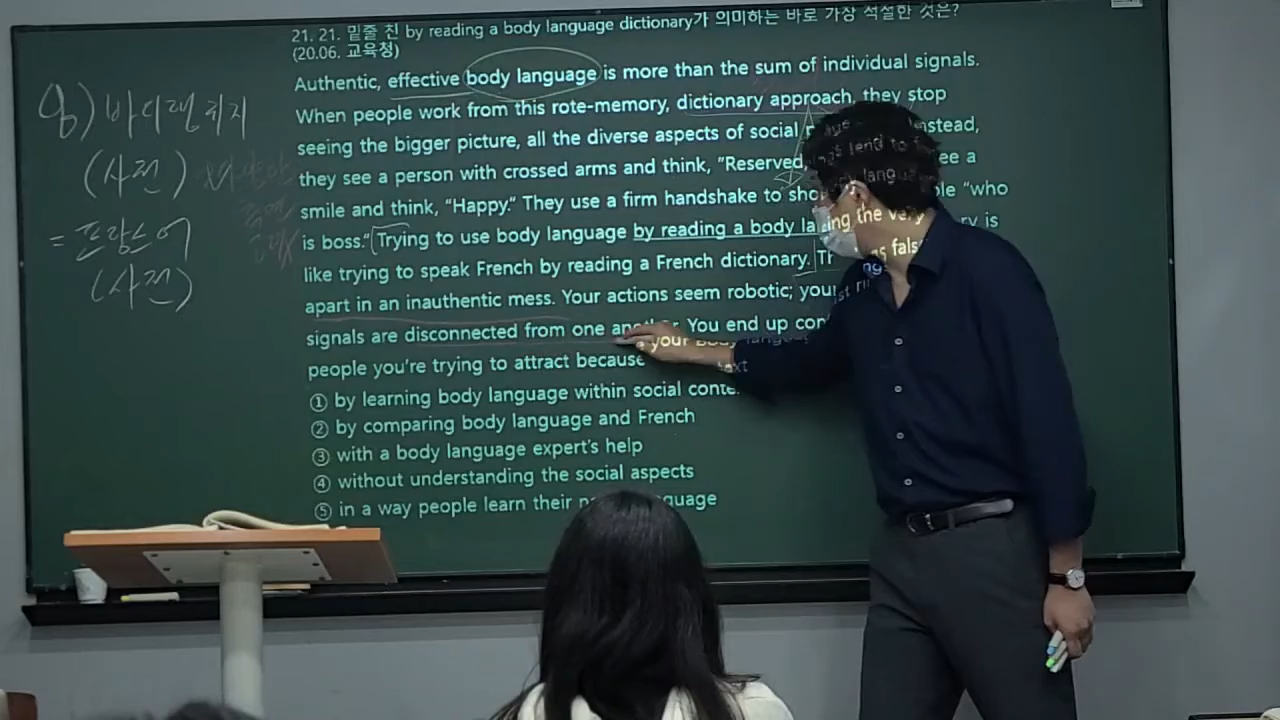 21. 21. 밑줄 친 by reading a body language dictionary가 의미하는 바로 가장 적절한 것은?
(20.06. 교육청)
Authentic, effective body language is more than the sum of individual signals.
When people work from this rote-memory, dictionary approach, they stop
seeing the bigger picture, all the diverse aspects of social
they see a person with crossed arms and think, “Reserved, see a
smile and think, “Happy.” They use a firm handshake to “who
is boss.” Trying to use body language by reading a body is
like trying to speak French by reading a French dictionary.
apart in an inauthentic mess. Your actions seem robotic; your
signals are disconnected from one another. You end up
people you’re trying to attract because your body
① by learning body language within social
② by comparing body language and French
③ with a body language expert’s help
④ without understanding the social aspects
⑤ in a way people learn their
바디랭귀지
(사전)
= 프랑스어
(사전)